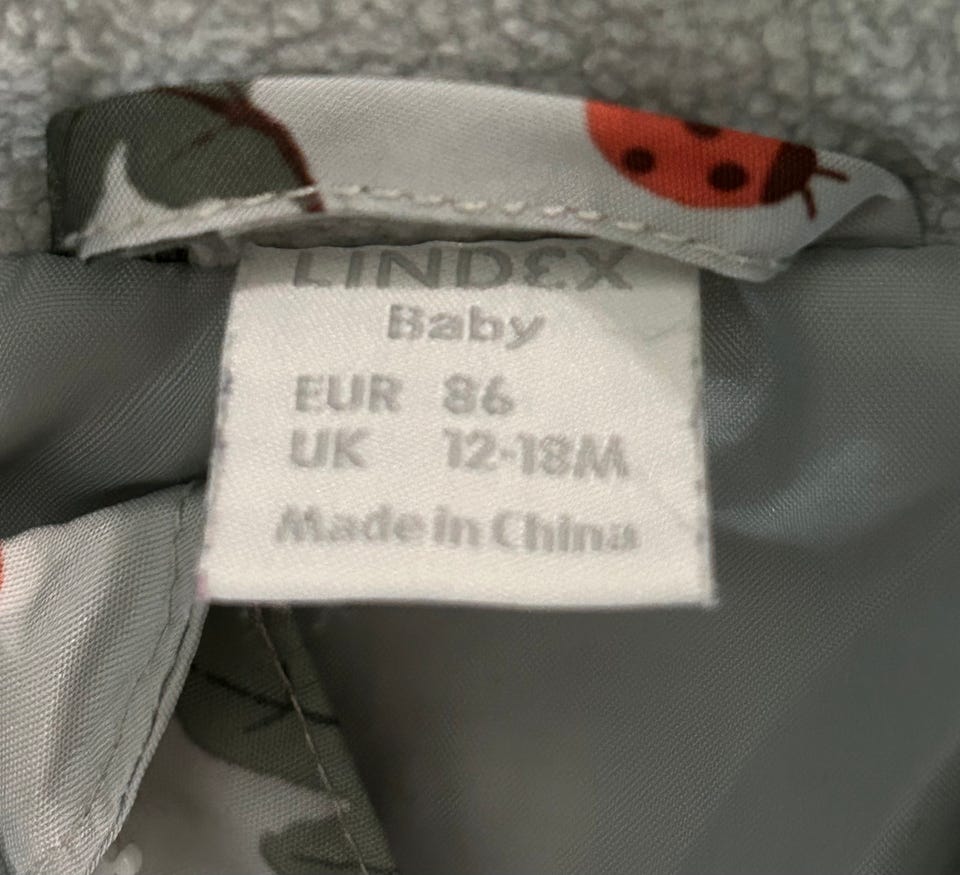 LINDEX
Baby
EUR 86
UK 12-18M
Made in China